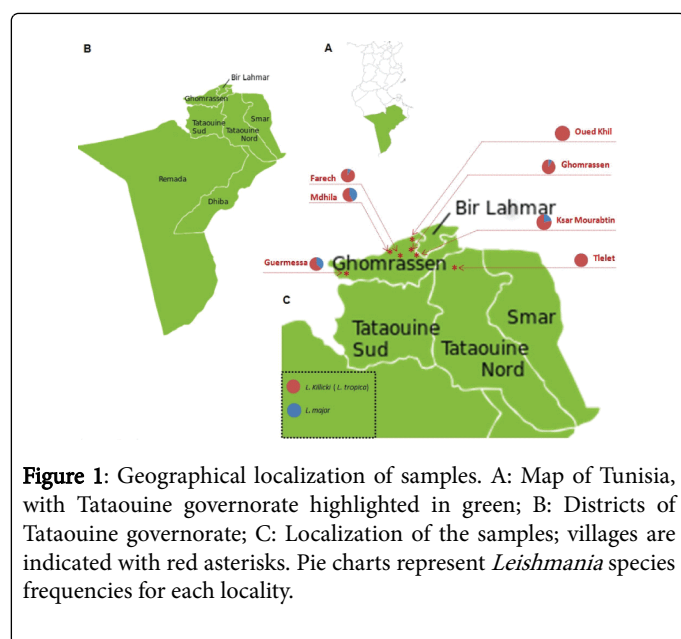 B
A
Bir Lahmar
Ghomrassen
Tataouine
Sud
Smar
Tataouine
Nord
Remada
Dhiba
Oued Khil
Farech
Ghomrassen
Mdhila
Bir Lahmar
Ksar Mourabtin
Guermessa
Ghomrassen
Tlelet
C
Smar
Tataouine
Sud
Tataouine
Nord
L. Killicki ( L. tropica)
L. major
Figure 1: Geographical localization of samples. A: Map of Tunisia,
with Tataouine governorate highlighted in green; B: Districts of
Tataouine governorate; C: Localization of the samples; villages are
indicated with red asterisks. Pie charts represent Leishmania species
frequencies for each locality.